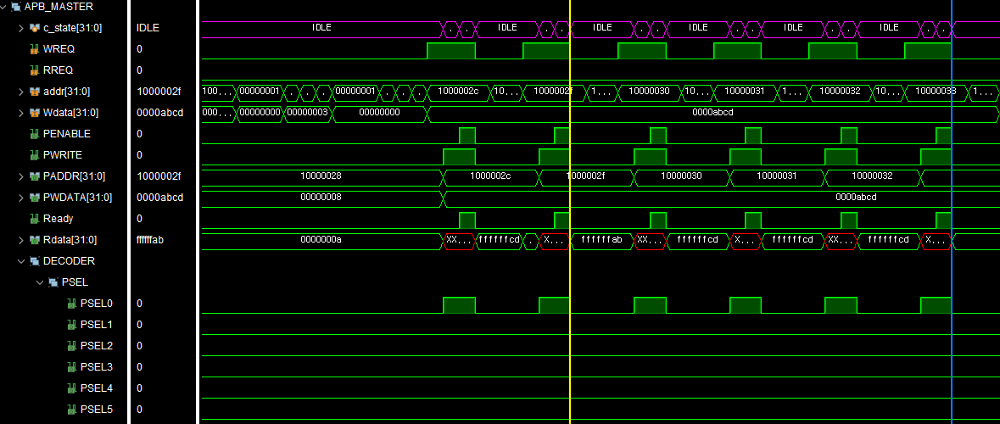 APB_MASTER
c_state[31:0] IDLE IDLE . . IDLE . . . IDLE . . IDLE . . IDLE . . IDLE . .
WREQ 0
RREQ 0
addr[31:0] 1000002f 100... 00000001 . . . 00000001 . . . 1000002c 10... 1000002f 1... 10000030 10... 10000031 1... 10000032 10... 10000033 1...
Wdata[31:0] 0000abcd 000... 00000000 00000003 00000000 0000abcd
PENABLE 0
PWRITE 0
PADDR[31:0] 1000002f 10000028 1000002c 1000002f 10000030 10000031 10000032
PWDATA[31:0] 0000abcd 00000008 0000abcd
Ready 0
Rdata[31:0] ffffffab 0000000a XX... ffffffcd . X... ffffffab XX... ffffffcd X... ffffffcd XX... ffffffcd X...
DECODER
PSEL
PSEL0 0
PSEL1 0
PSEL2 0
PSEL3 0
PSEL4 0
PSEL5 0